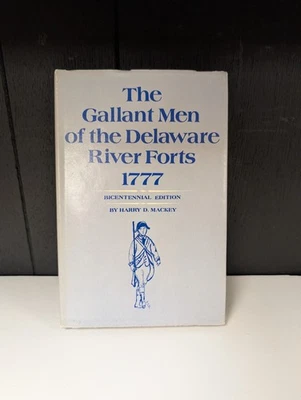 The
Gallant Men
of the Delaware
River Forts
1777
BICENTENNIAL EDITION
BY HARRY D. MACKEY